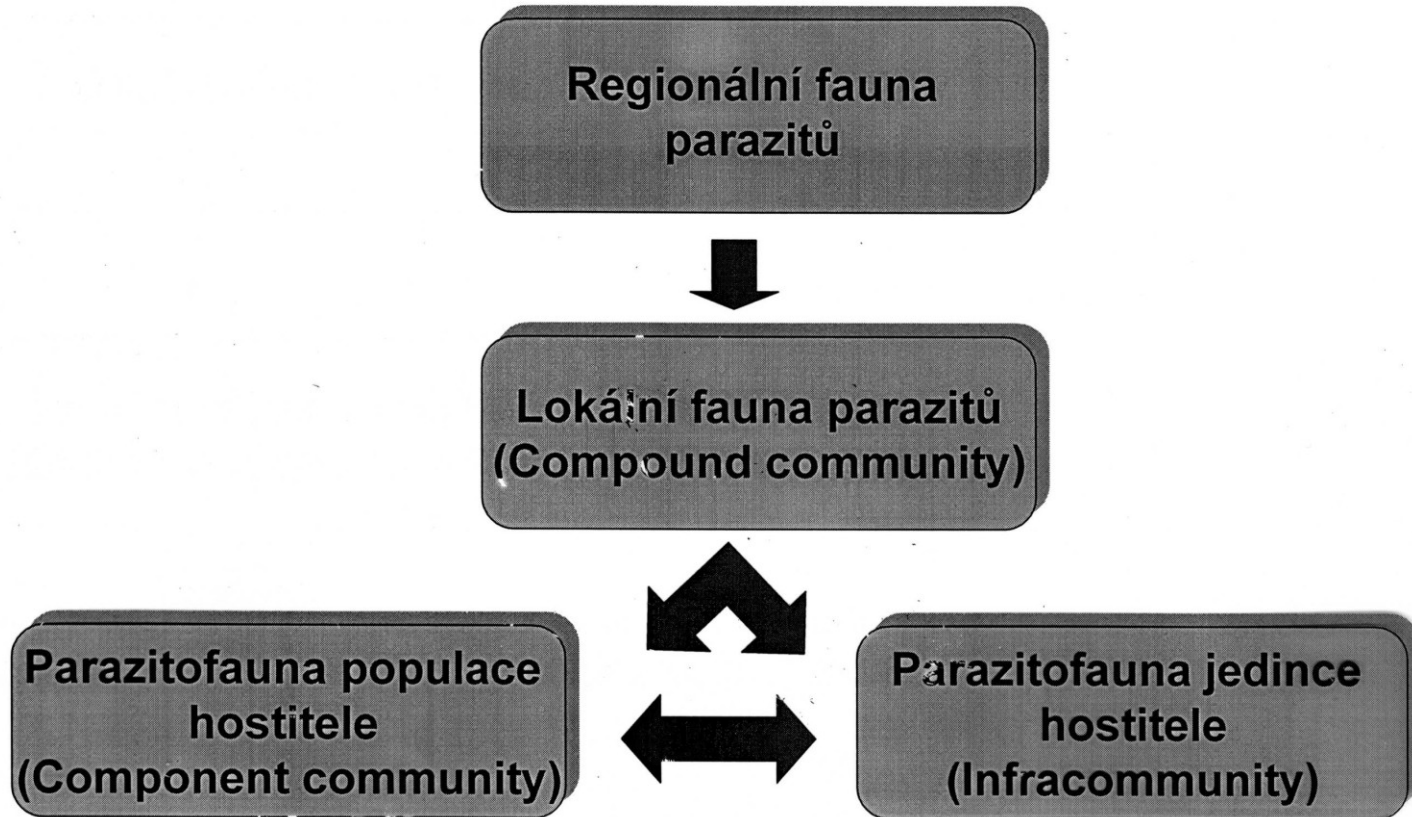 Regionální fauna
parazitů
Lokální fauna parazitů
(Compound community)
Parazitofauna populace
hostitele
(Component community)
Parazitofauna jedince
hostitele
(Infracommunity)